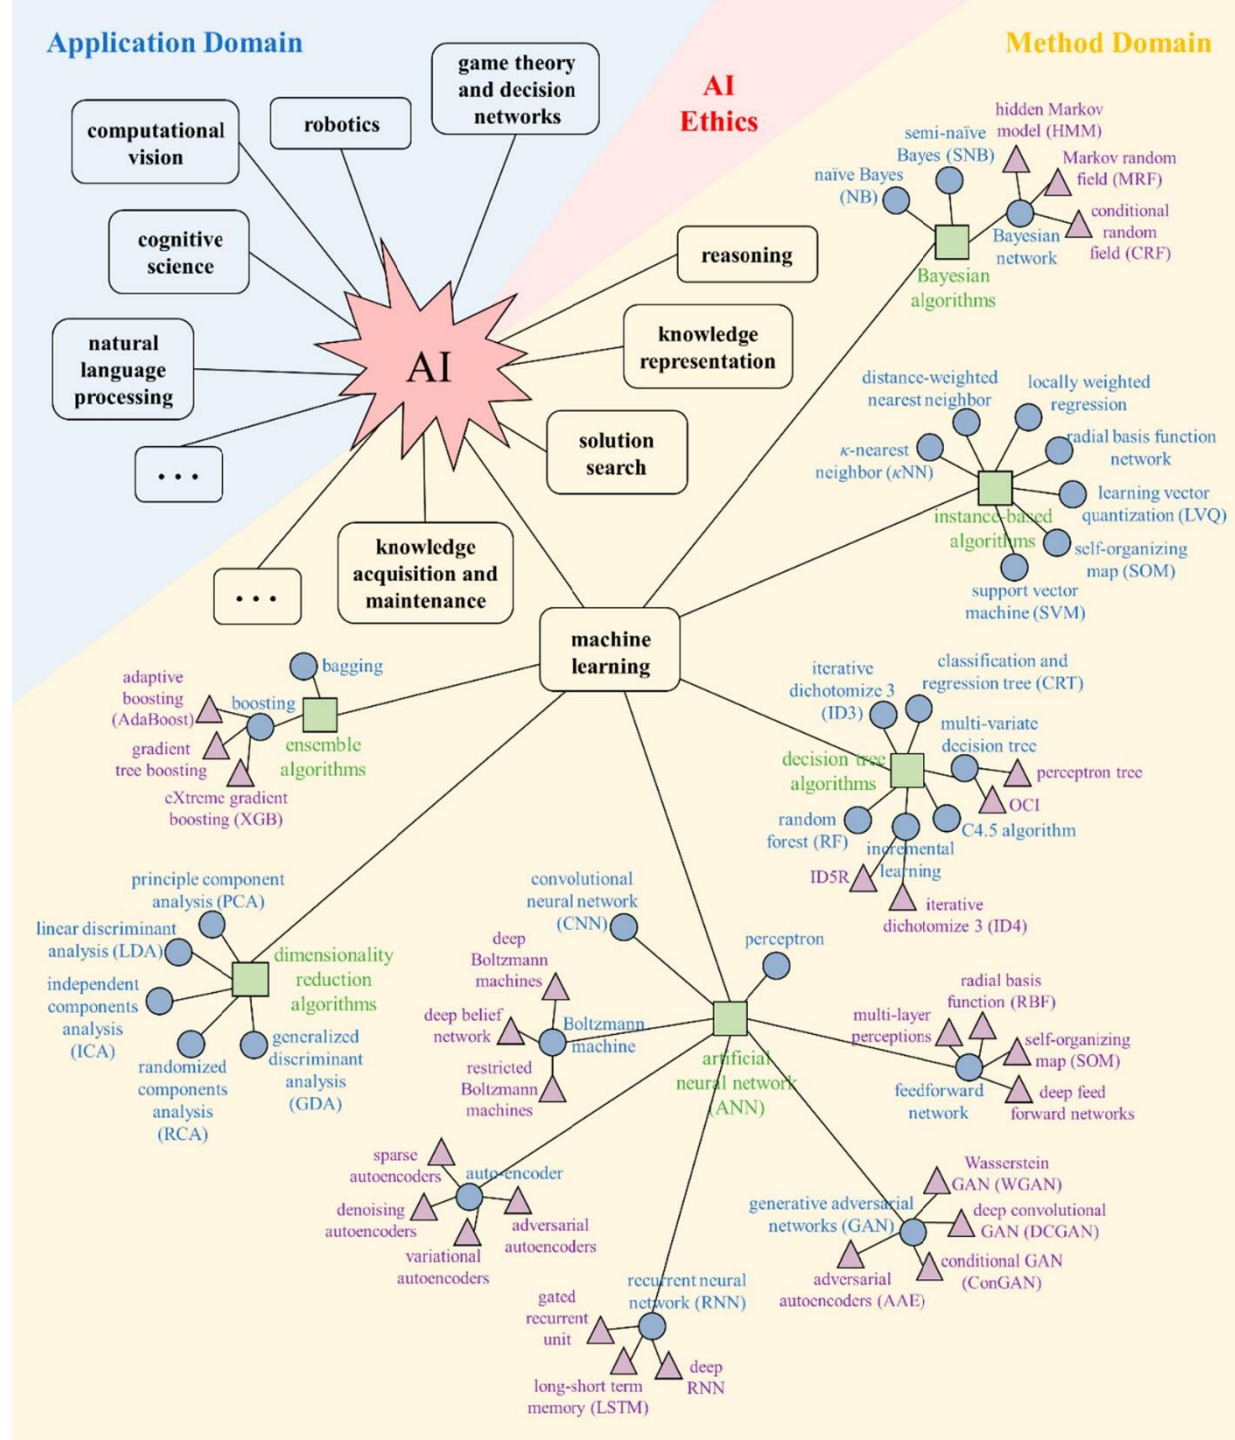 Application Domain
AI
Ethics
Method Domain
computational
vision
robotics
game theory
and decision
networks
cognitive
science
natural
language
processing
...
AI
reasoning
knowledge
representation
solution
search
knowledge
acquisition and
maintenance
...
machine
learning
hidden Markov
model (HMM)
semi-naïve
Bayes (SNB)
naïve Bayes
(NB)
Markov random
field (MRF)
conditional
random
field (CRF)
Bayesian
network
Bayesian
algorithms
distance-weighted
nearest neighbor
locally weighted
regression
κ-nearest
neighbor (κNN)
radial basis function
network
learning vector
quantization (LVQ)
instance-based
algorithms
self-organizing
map (SOM)
support vector
machine (SVM)
bagging
adaptive
boosting
(AdaBoost)
boosting
gradient
tree boosting
ensemble
algorithms
eXtreme gradient
boosting (XGB)
iterative
dichotomize 3
(ID3)
classification and
regression tree (CRT)
multi-variate
decision tree
decision tree
algorithms
perceptron tree
OCI
C4.5 algorithm
random
forest (RF)
incremental
learning
ID5R
iterative
dichotomize 3 (ID4)
principle component
analysis (PCA)
linear discriminant
analysis (LDA)
independent
components
analysis
(ICA)
dimensionality
reduction
algorithms
randomized
components
analysis
(RCA)
generalized
discriminant
analysis
(GDA)
convolutional
neural network
(CNN)
perceptron
deep
Boltzmann
machines
deep belief
network
Boltzmann
machine
restricted
Boltzmann
machines
artificial
neural network
(ANN)
radial basis
function (RBF)
multi-layer
perceptions
self-organizing
map (SOM)
feedforward
network
deep feed
forward networks
sparse
autoencoders
auto-encoder
denoising
autoencoders
variational
autoencoders
adversarial
autoencoders
Wasserstein
GAN (WGAN)
generative adversarial
networks (GAN)
deep convolutional
GAN (DCGAN)
conditional GAN
(ConGAN)
adversarial
autoencoders (AAE)
recurrent neural
network (RNN)
gated
recurrent
unit
long-short term
memory (LSTM)
deep
RNN